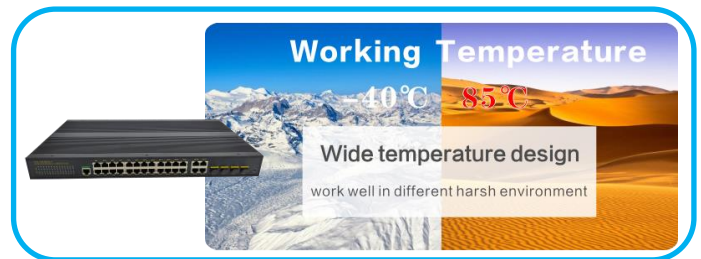 Working Temperature
-40℃ 85℃
Wide temperature design
work well in different harsh environment